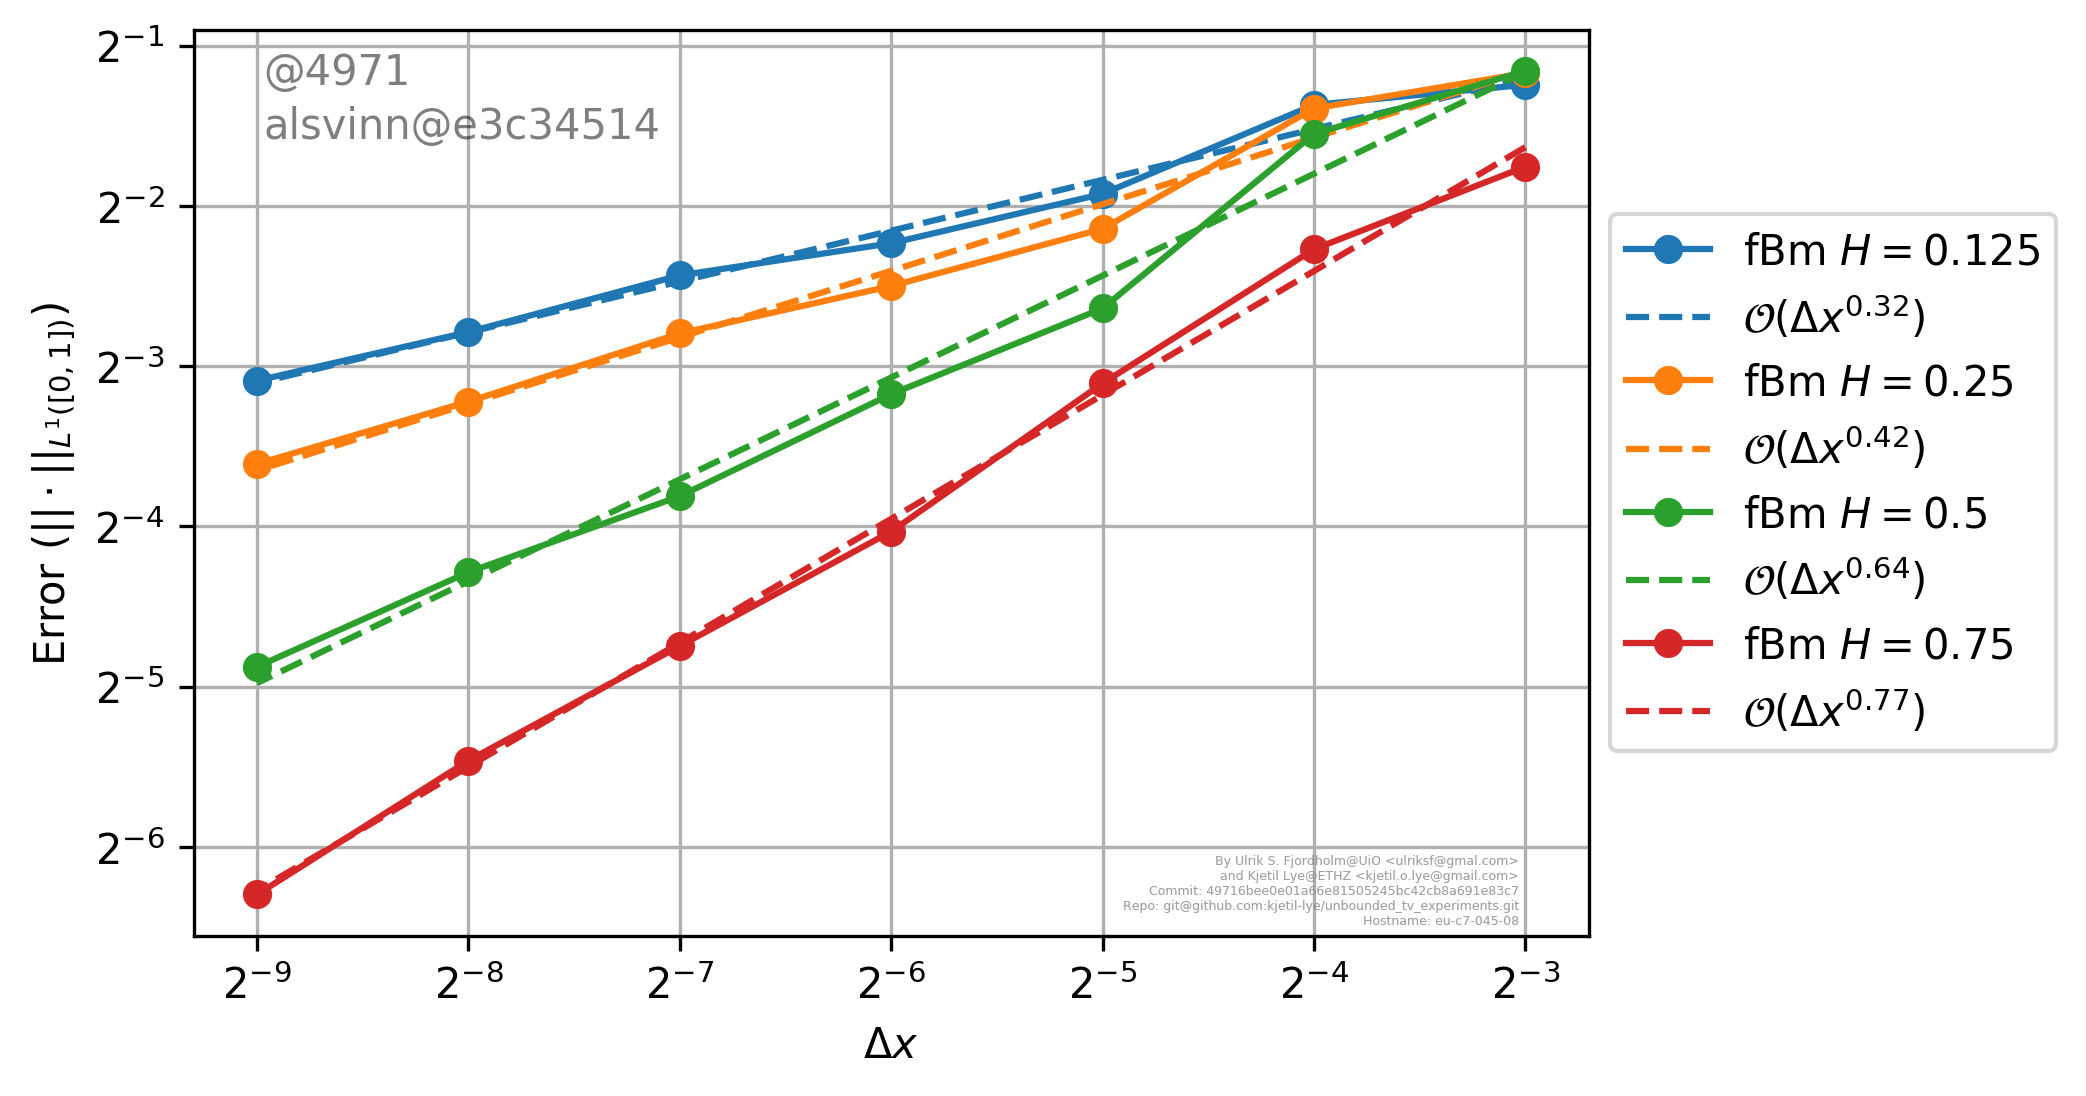 2⁻¹
2⁻²
2⁻³
2⁻⁴
2⁻⁵
2⁻⁶
Error (|| · ||_{L¹([0, 1])})
@4971
alsvinn@e3c34514
By Ulrik S. Fjordholm@UiO <ulriksf@gmal.com>
and Kjetil Lye@ETHZ <kjetil.o.lye@gmail.com>
Commit: 49716bee0e01a66e81505245bc42cb8a691e83c7
Repo: git@github.com:kjetil-lye/unbounded_tv_experiments.git
Hostname: eu-c7-045-08
2⁻⁹ 2⁻⁸ 2⁻⁷ 2⁻⁶ 2⁻⁵ 2⁻⁴ 2⁻³
Δx
fBm H = 0.125
𝒪(Δx^{0.32})
fBm H = 0.25
𝒪(Δx^{0.42})
fBm H = 0.5
𝒪(Δx^{0.64})
fBm H = 0.75
𝒪(Δx^{0.77})